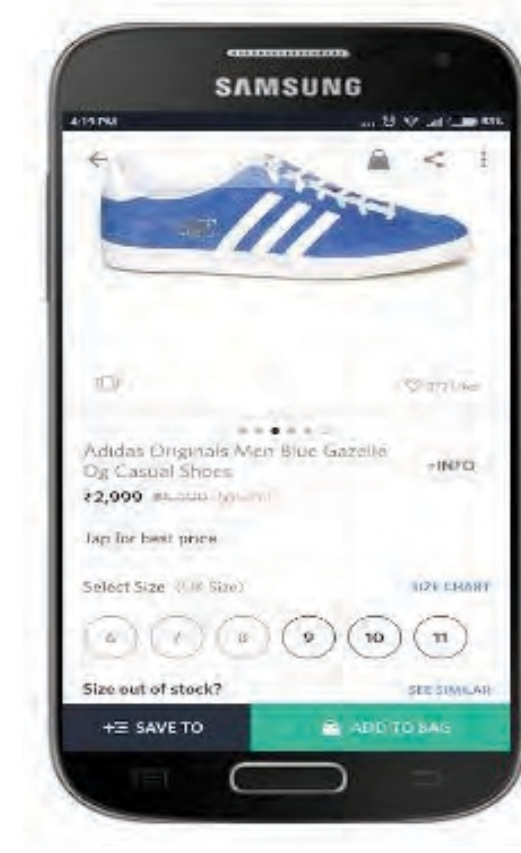 SAMSUNG
4:19 PM
Adidas Originals Men Blue Gazelle
Og Casual Shoes
+INFO
₹2,999
Tap for best price
Select Size (UK Size)
SIZE CHART
6 7 8 9 10 11
Size out of stock?
SEE SIMILAR
+ SAVE TO
ADD TO BAG